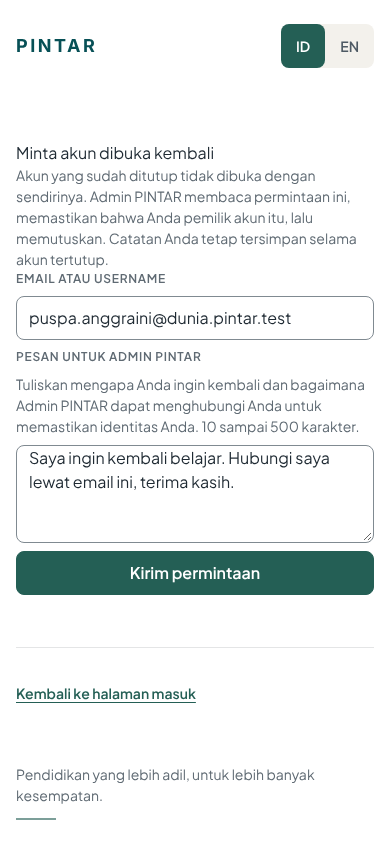 PINTAR
ID
EN
Minta akun dibuka kembali
Akun yang sudah ditutup tidak dibuka dengan
sendirinya. Admin PINTAR membaca permintaan ini,
memastikan bahwa Anda pemilik akun itu, lalu
memutuskan. Catatan Anda tetap tersimpan selama
akun tertutup.
EMAIL ATAU USERNAME
puspa.anggraini@dunia.pintar.test
PESAN UNTUK ADMIN PINTAR
Tuliskan mengapa Anda ingin kembali dan bagaimana
Admin PINTAR dapat menghubungi Anda untuk
memastikan identitas Anda. 10 sampai 500 karakter.
Saya ingin kembali belajar. Hubungi saya
lewat email ini, terima kasih.
Kirim permintaan
Kembali ke halaman masuk
Pendidikan yang lebih adil, untuk lebih banyak
kesempatan.